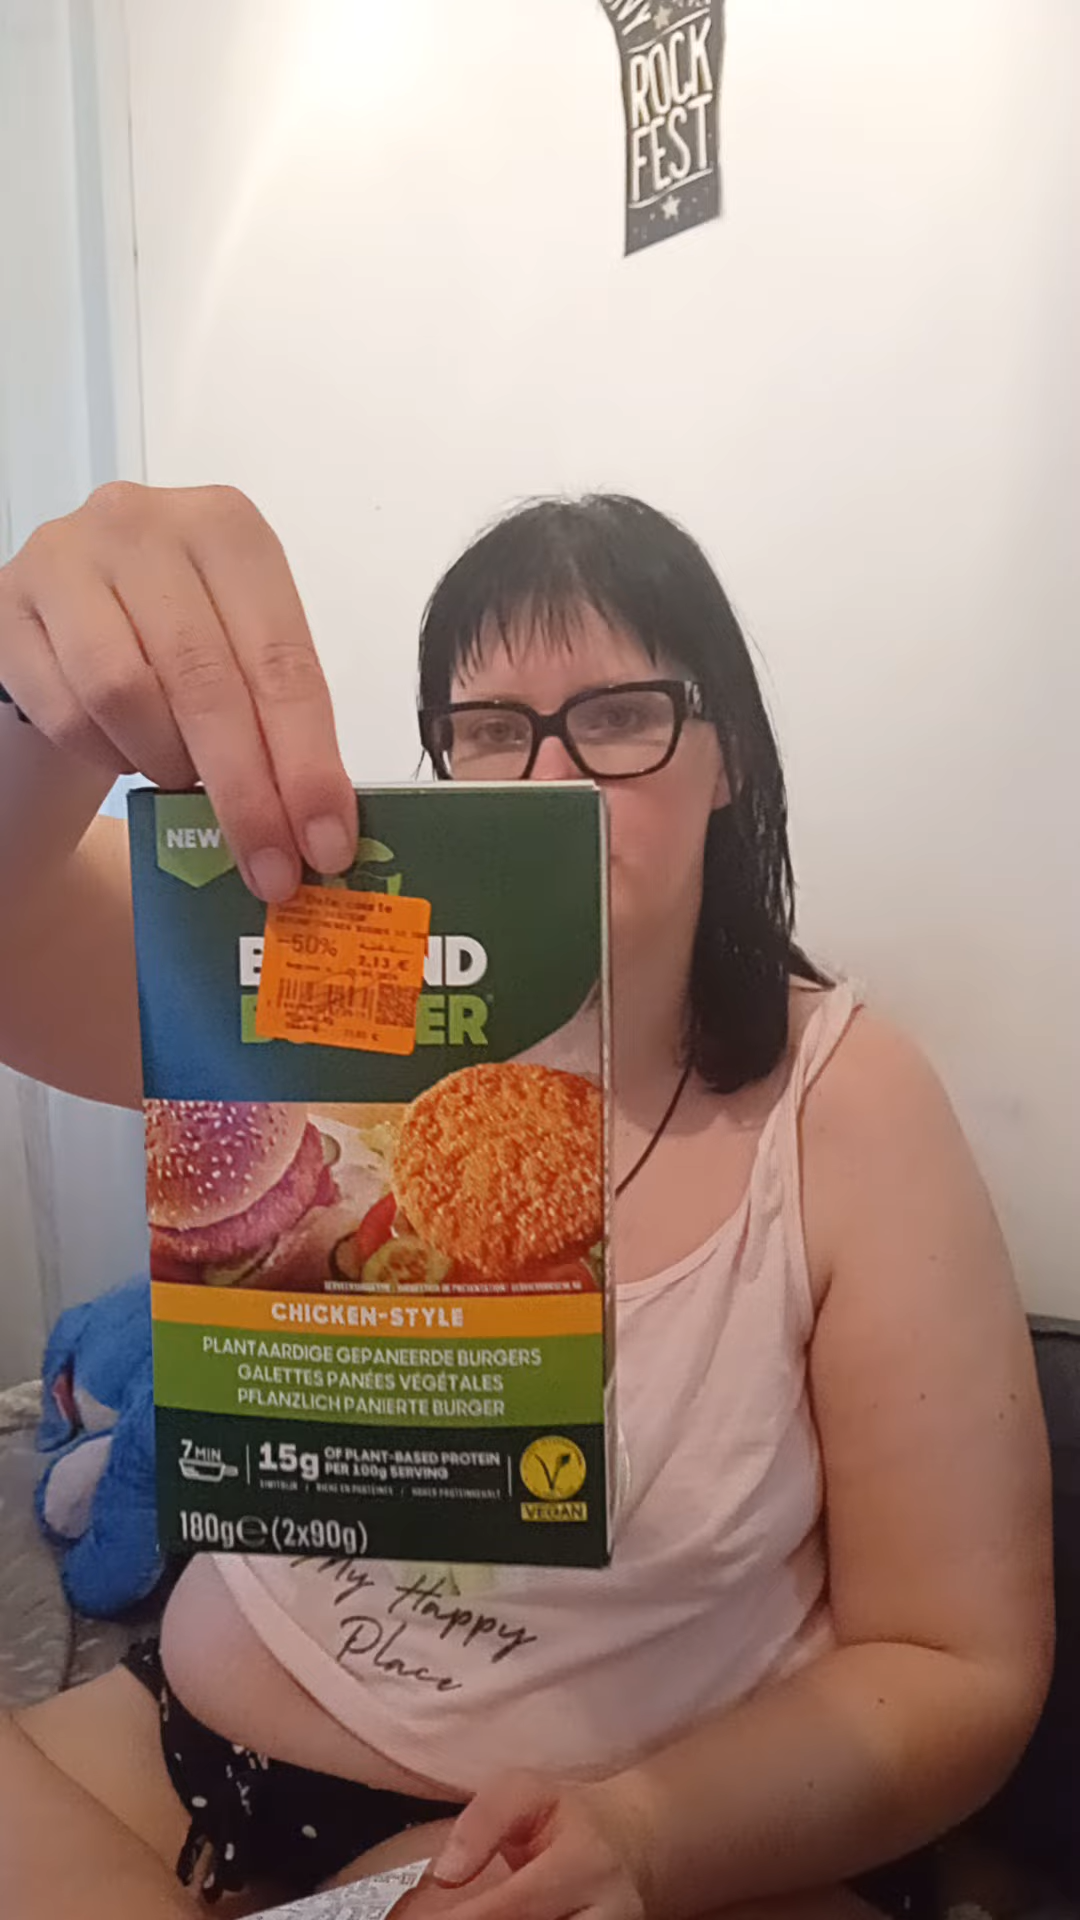 ROCK
FEST
NEW
-50%
2,13 €
ND
ER
CHICKEN-STYLE
PLANTAARDIGE GEPANEERDE BURGERS
GALETTES PANÉES VÉGÉTALES
PFLANZLICH PANIERTE BURGER
7 MIN
15g OF PLANT-BASED PROTEIN
PER 100g SERVING
VEGAN
180g℮(2x90g)
My Happy
Place